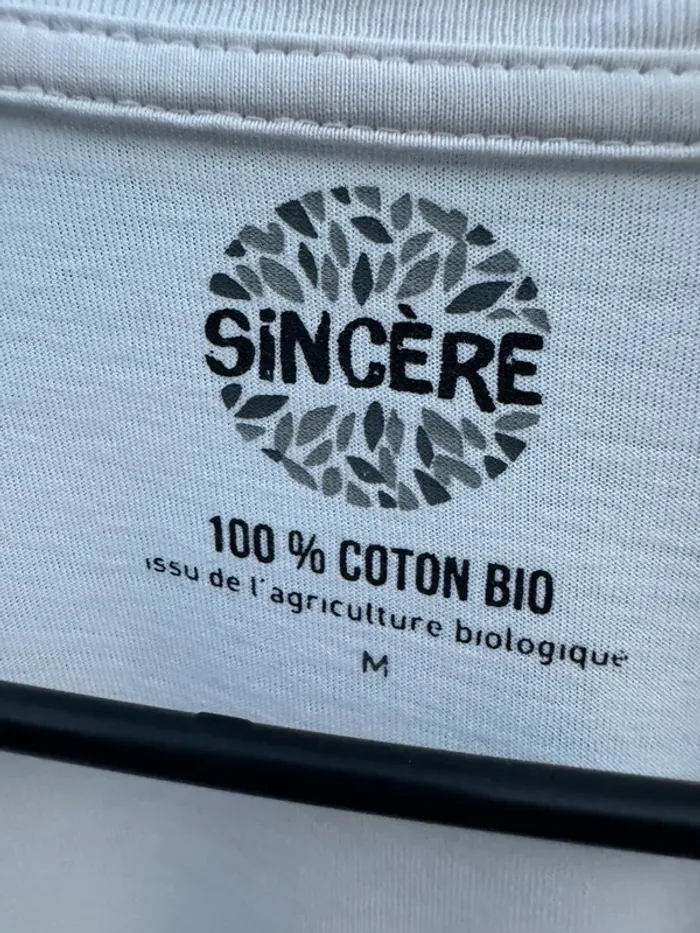 SiNCÈRE
100 % COTON BIO
issu de l'agriculture biologique
M